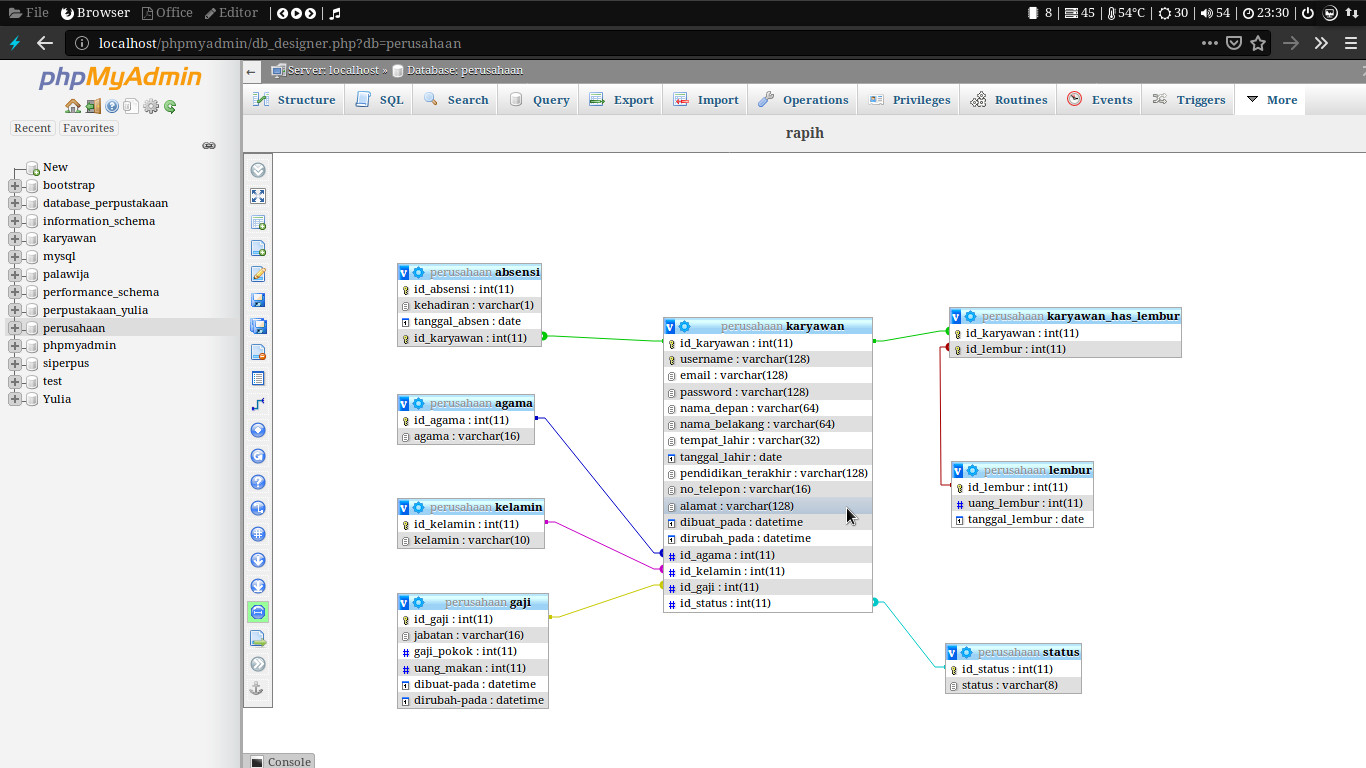 File Browser Office Editor 8 45 54°C 30 54 23:30
localhost/phpmyadmin/db_designer.php?db=perusahaan
phpMyAdmin
Recent Favorites
New
bootstrap
database_perpustakaan
information_schema
karyawan
mysql
palawija
performance_schema
perpustakaan_yulia
perusahaan
phpmyadmin
siperpus
test
Yulia
Server: localhost » Database: perusahaan
Structure SQL Search Query Export Import Operations Privileges Routines Events Triggers More
rapih
perusahaan absensi
id_absensi : int(11)
kehadiran : varchar(1)
tanggal_absen : date
id_karyawan : int(11)
perusahaan agama
id_agama : int(11)
agama : varchar(16)
perusahaan kelamin
id_kelamin : int(11)
kelamin : varchar(10)
perusahaan gaji
id_gaji : int(11)
jabatan : varchar(16)
gaji_pokok : int(11)
uang_makan : int(11)
dibuat-pada : datetime
dirubah-pada : datetime
perusahaan karyawan
id_karyawan : int(11)
username : varchar(128)
email : varchar(128)
password : varchar(128)
nama_depan : varchar(64)
nama_belakang : varchar(64)
tempat_lahir : varchar(32)
tanggal_lahir : date
pendidikan_terakhir : varchar(128)
no_telepon : varchar(16)
alamat : varchar(128)
dibuat_pada : datetime
dirubah_pada : datetime
id_agama : int(11)
id_kelamin : int(11)
id_gaji : int(11)
id_status : int(11)
perusahaan karyawan_has_lembur
id_karyawan : int(11)
id_lembur : int(11)
perusahaan lembur
id_lembur : int(11)
uang_lembur : int(11)
tanggal_lembur : date
perusahaan status
id_status : int(11)
status : varchar(8)
Console